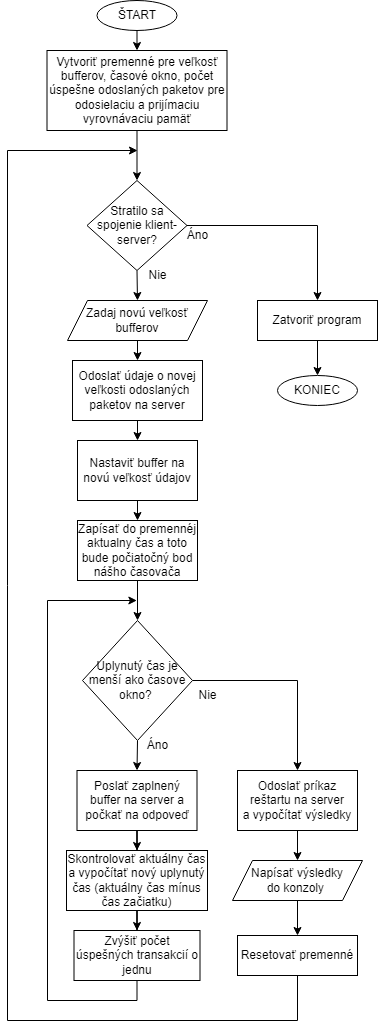 ŠTART
Vytvoriť premenné pre veľkosť
bufferov, časové okno, počet
úspešne odoslaných paketov pre
odosielaciu a prijímaciu
vyrovnávaciu pamäť
Stratilo sa
spojenie klient-
server?
Áno
Nie
Zadaj novú veľkosť
bufferov
Zatvoriť program
Odoslať údaje o novej
veľkosti odoslaných
paketov na server
KONIEC
Nastaviť buffer na
novú veľkosť údajov
Zapísať do premennéj
aktualny čas a toto
bude počiatočný bod
nášho časovača
Uplynutý čas je
menší ako časove
okno?
Nie
Áno
Poslať zaplnený
buffer na server a
počkať na odpoveď
Odoslať príkaz
reštartu na server
a vypočítať výsledky
Skontrolovať aktuálny čas
a vypočítať nový uplynutý
čas (aktuálny čas mínus
čas začiatku)
Napísať výsledky
do konzoly
Zvýšiť počet
úspešných transakcií o
jednu
Resetovať premenné